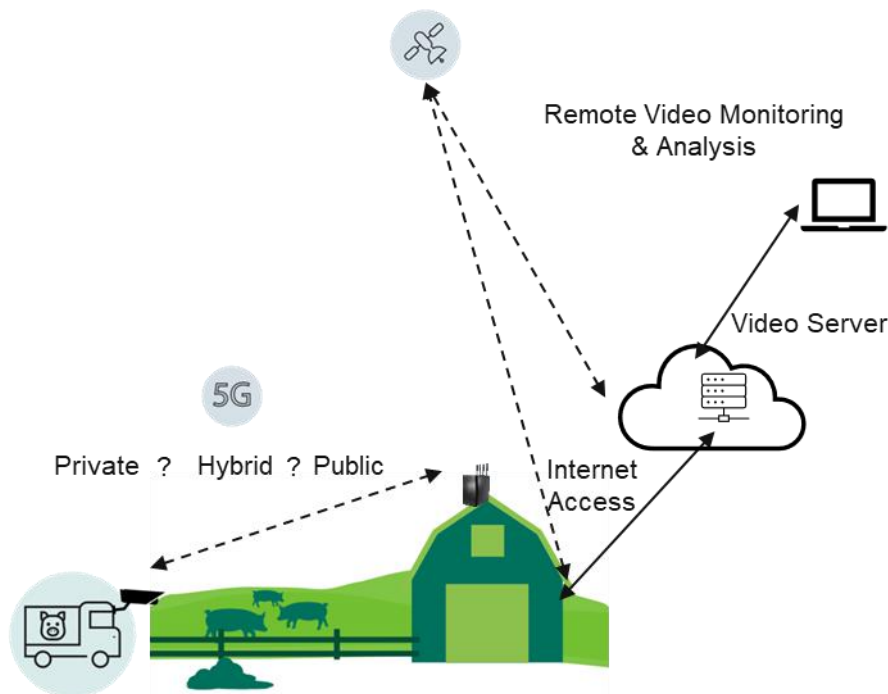 Remote Video Monitoring
& Analysis
Video Server
5G
Private ? Hybrid ? Public
Internet
Access